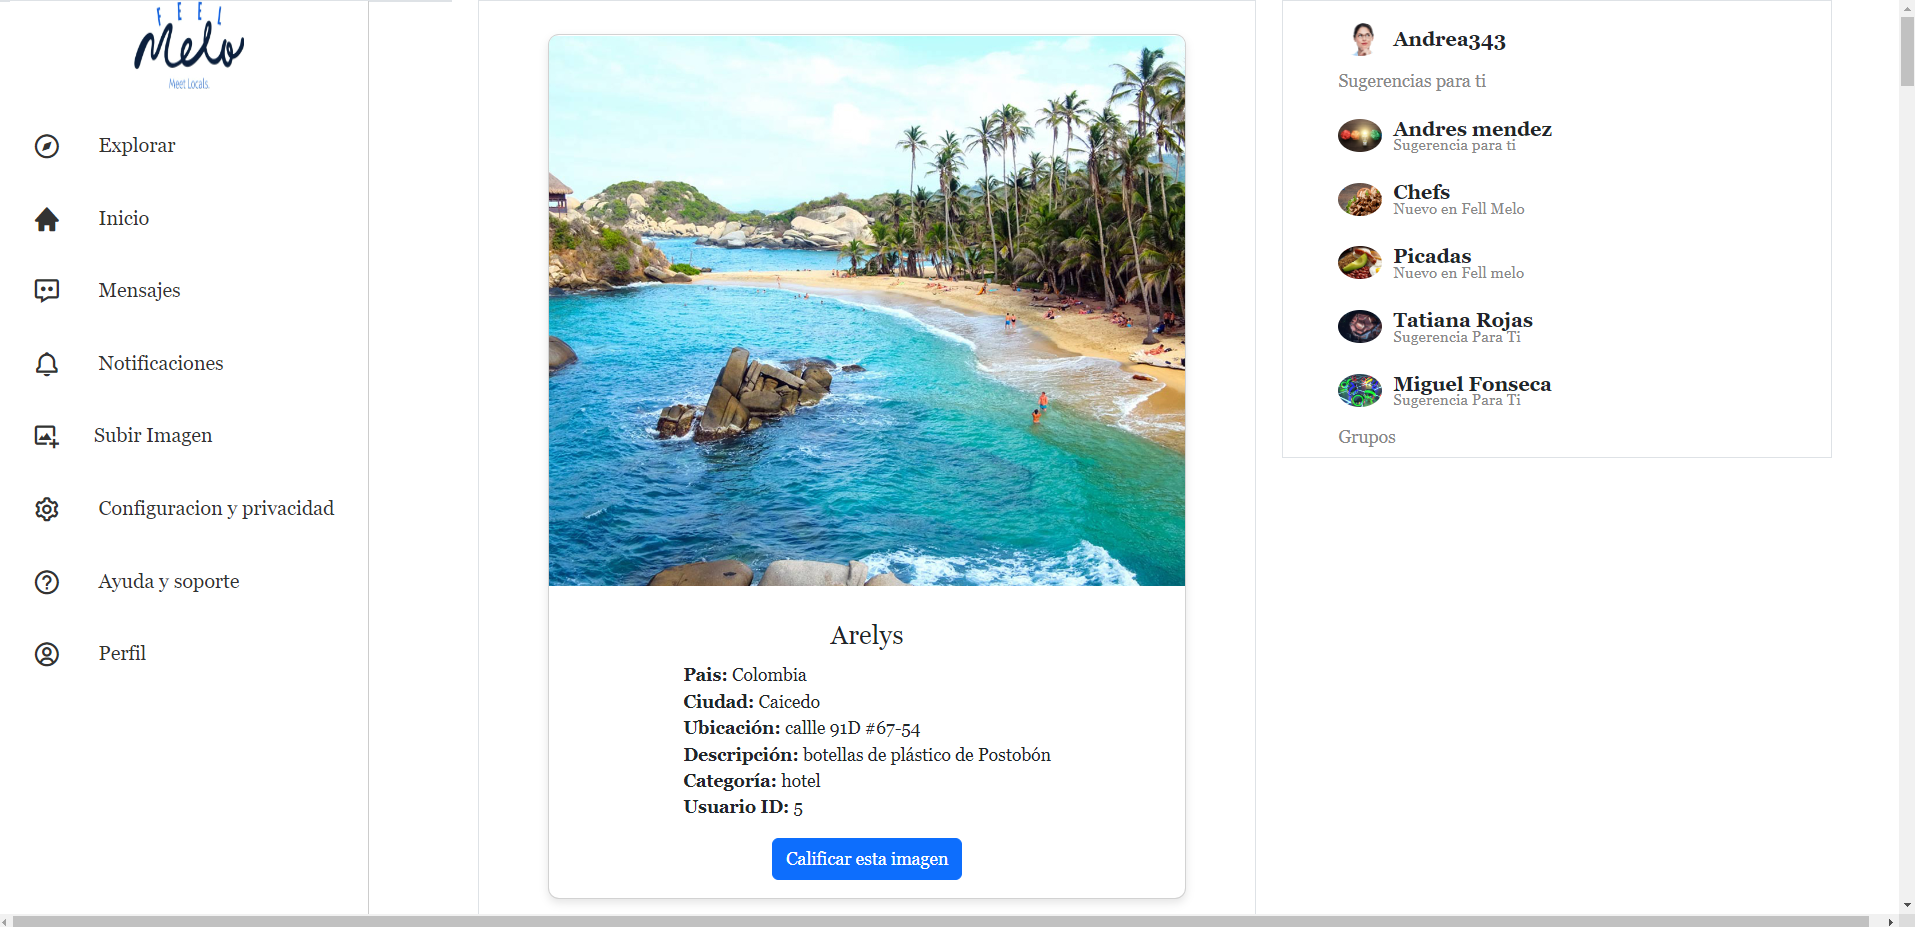 FEEL
Melo
Meet Locals.
Explorar
Inicio
Mensajes
Notificaciones
Subir Imagen
Configuracion y privacidad
Ayuda y soporte
Perfil
Arelys
Pais: Colombia
Ciudad: Caicedo
Ubicación: callle 91D #67-54
Descripción: botellas de plástico de Postobón
Categoría: hotel
Usuario ID: 5
Calificar esta imagen
Andrea343
Sugerencias para ti
Andres mendez
Sugerencia para ti
Chefs
Nuevo en Fell Melo
Picadas
Nuevo en Fell melo
Tatiana Rojas
Sugerencia Para Ti
Miguel Fonseca
Sugerencia Para Ti
Grupos